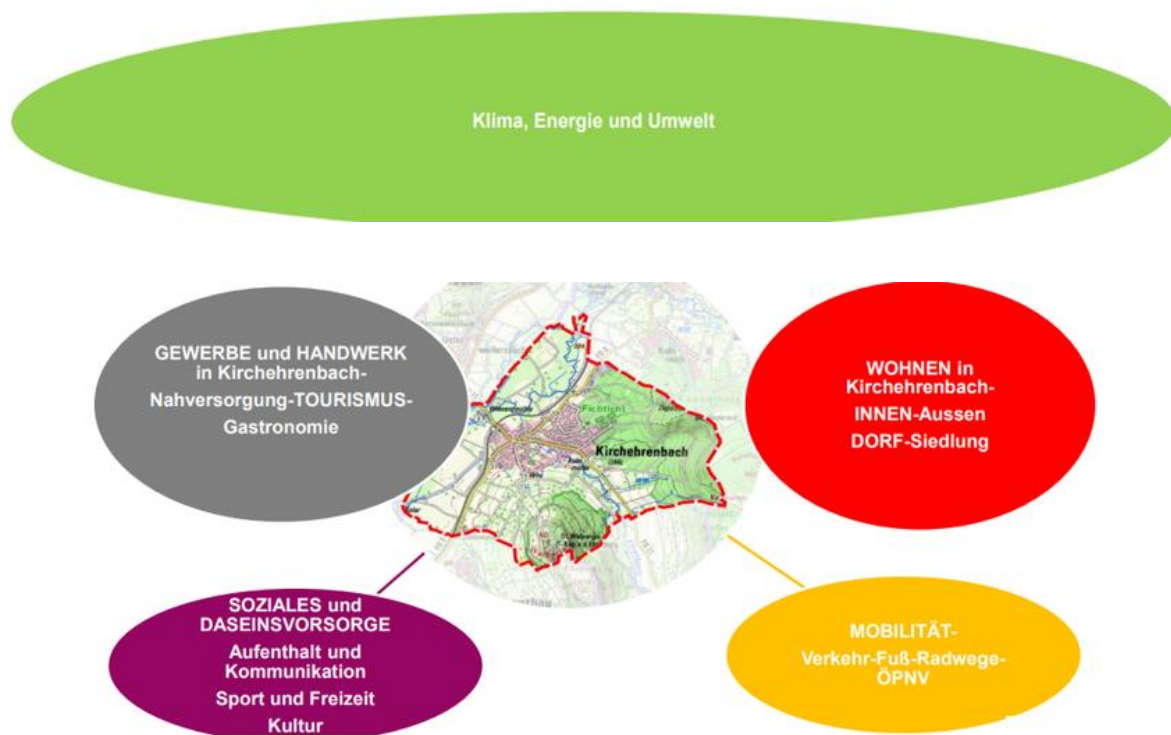 Klima, Energie und Umwelt
GEWERBE und HANDWERK
in Kirchehrenbach-
Nahversorgung-TOURISMUS-
Gastronomie
WOHNEN in
Kirchehrenbach-
INNEN-Aussen
DORF-Siedlung
Kirchehrenbach
SOZIALES und
DASEINSVORSORGE
Aufenthalt und
Kommunikation
Sport und Freizeit
Kultur
MOBILITÄT-
Verkehr-Fuß-Radwege-
ÖPNV